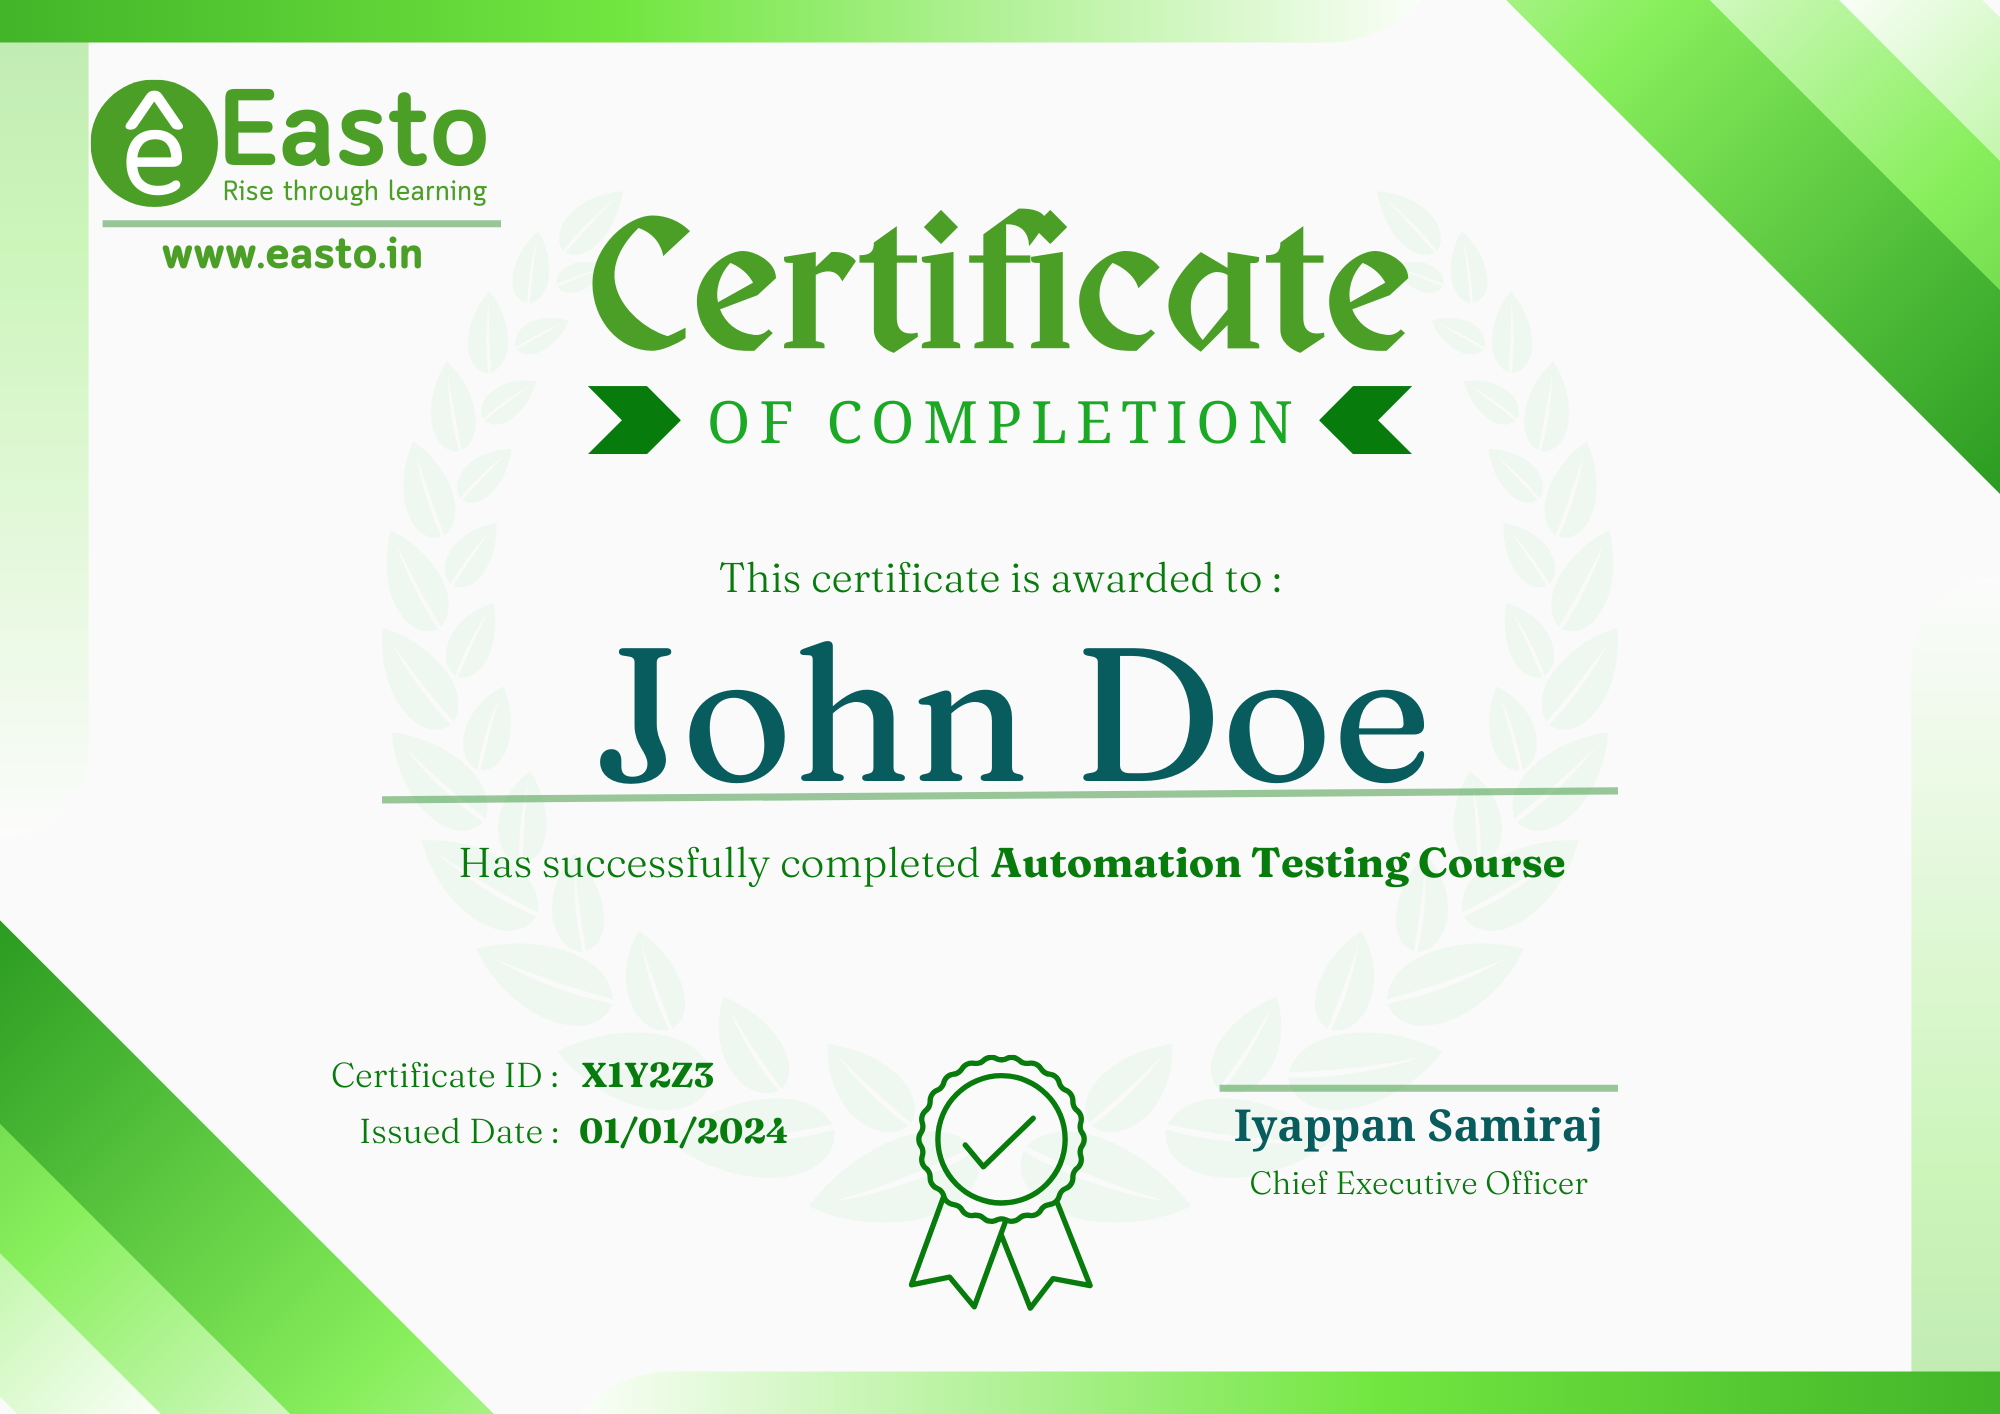 ê Easto
Rise through learning
www.easto.in
Certificate
OF COMPLETION
This certificate is awarded to :
John Doe
Has successfully completed Automation Testing Course
Certificate ID : X1Y2Z3
Issued Date : 01/01/2024
Iyappan Samiraj
Chief Executive Officer